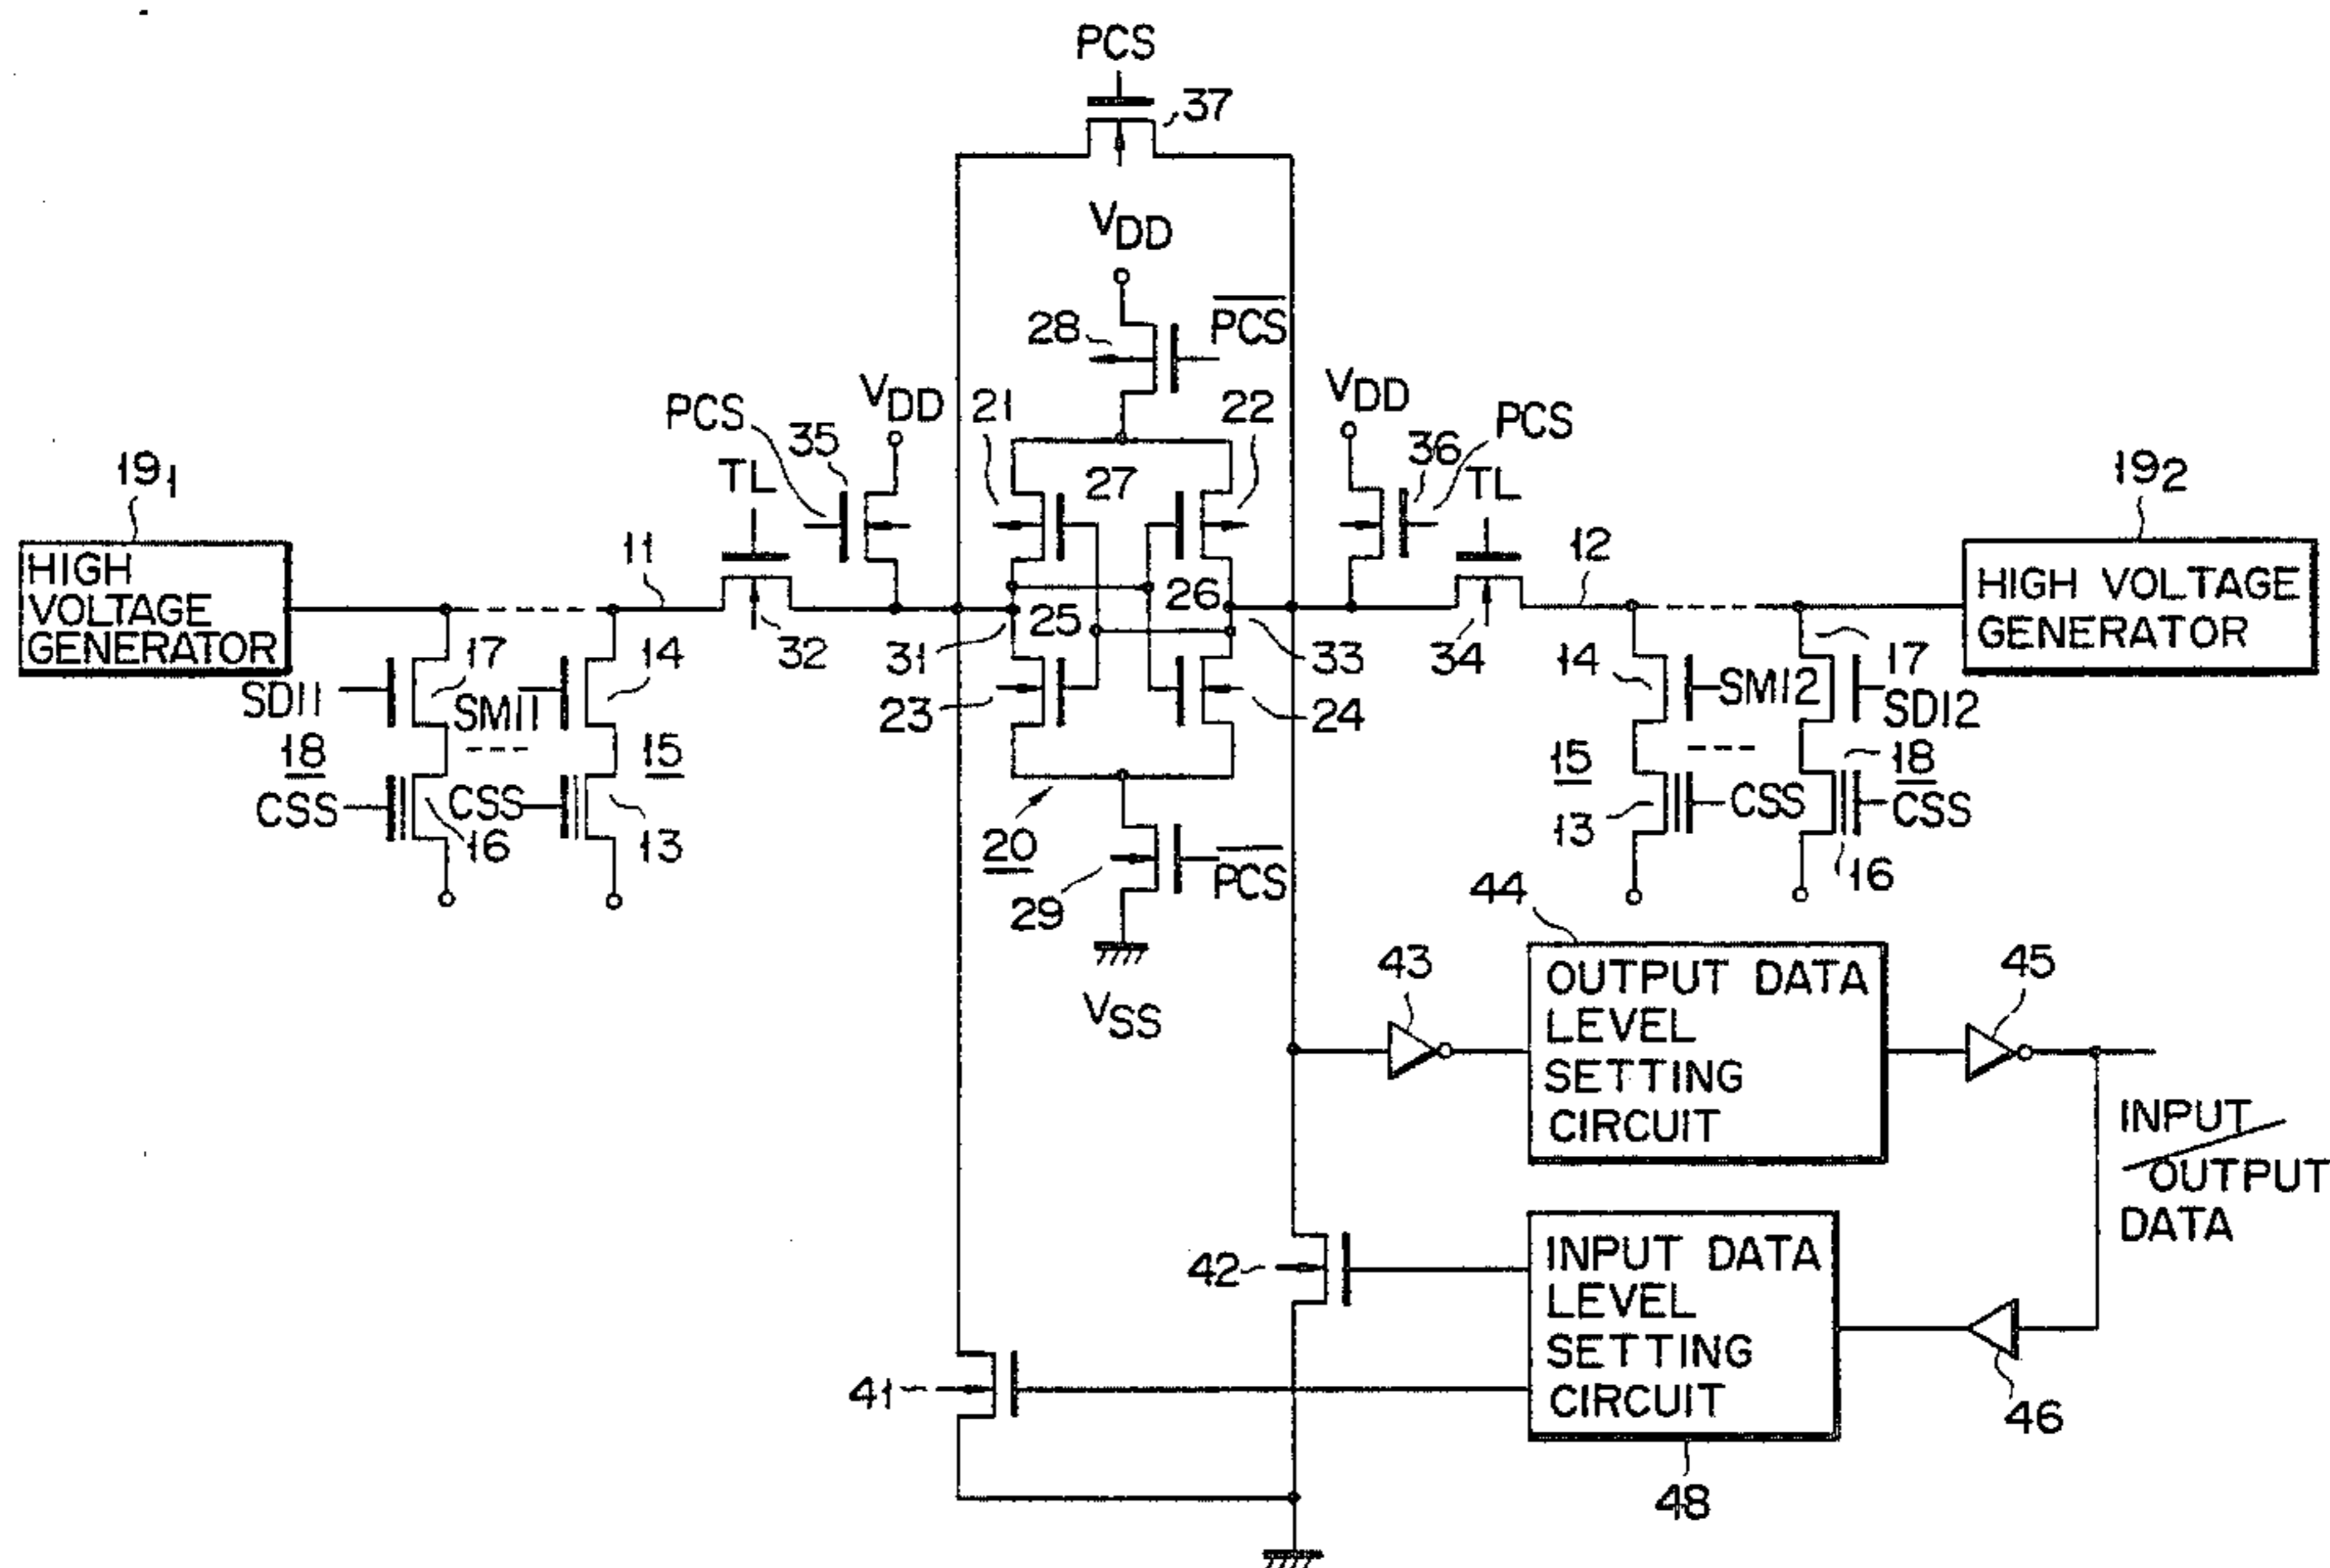 PCS
37
VDD
28
PCS
VDD
PCS
35
21
27
22
VDD
36
PCS
191
TL
TL
192
HIGH
VOLTAGE
GENERATOR
11
12
HIGH VOLTAGE
GENERATOR
17
14
32
31
25
26
33
34
14
17
SD11
SM11
23
24
SM12
SD12
18
15
15
18
CSS
CSS
CSS
CSS
16
13
20
13
16
29
PCS
VSS
44
43
OUTPUT DATA
LEVEL
SETTING
CIRCUIT
45
INPUT
/OUTPUT
DATA
42
INPUT DATA
LEVEL
SETTING
CIRCUIT
41
46
48